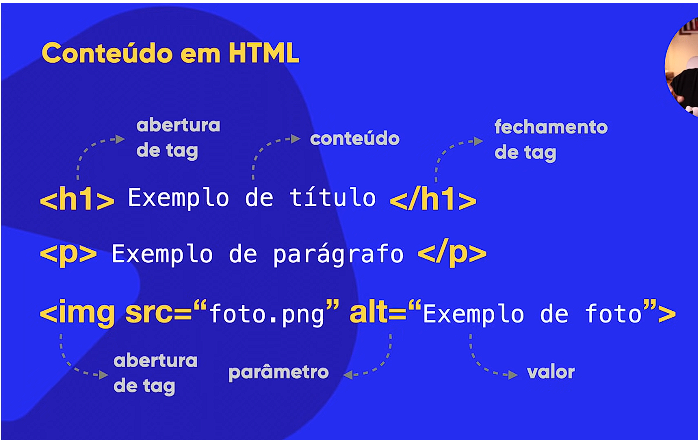 Conteúdo em HTML
abertura
de tag
conteúdo
fechamento
de tag
<h1> Exemplo de título </h1>
<p> Exemplo de parágrafo </p>
<img src=“foto.png” alt=“Exemplo de foto”>
abertura
de tag
parâmetro
valor